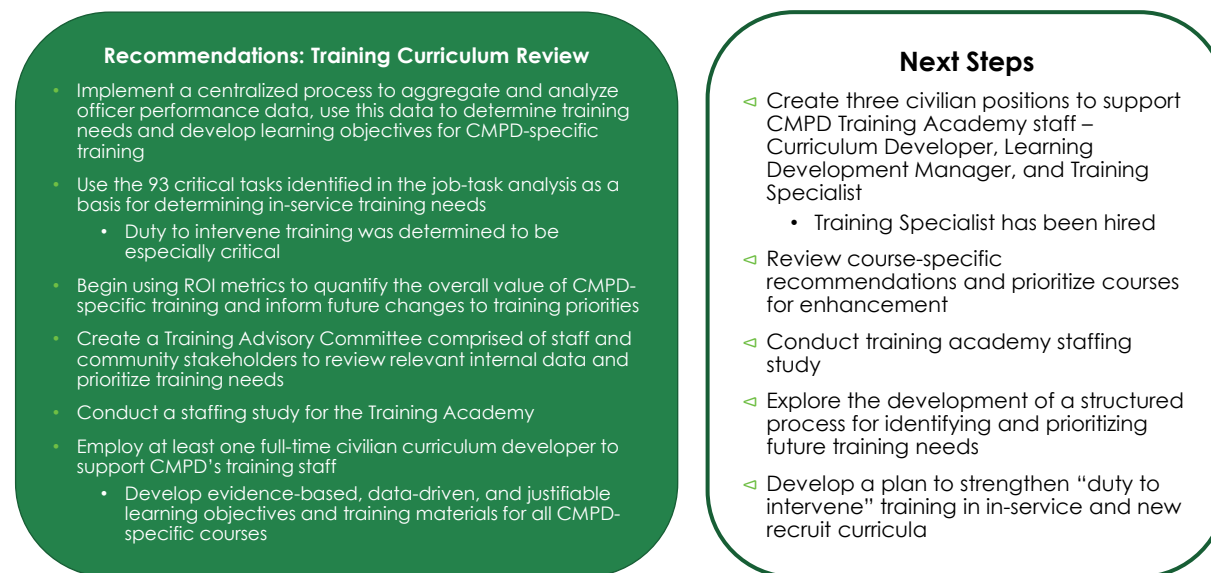 Recommendations: Training Curriculum Review
• Implement a centralized process to aggregate and analyze
officer performance data, use this data to determine training
needs and develop learning objectives for CMPD-specific
training
• Use the 93 critical tasks identified in the job-task analysis as a
basis for determining in-service training needs
• Duty to intervene training was determined to be
especially critical
• Begin using ROI metrics to quantify the overall value of CMPD-
specific training and inform future changes to training priorities
• Create a Training Advisory Committee comprised of staff and
community stakeholders to review relevant internal data and
prioritize training needs
• Conduct a staffing study for the Training Academy
• Employ at least one full-time civilian curriculum developer to
support CMPD's training staff
• Develop evidence-based, data-driven, and justifiable
learning objectives and training materials for all CMPD-
specific courses
Next Steps
Create three civilian positions to support
CMPD Training Academy staff –
Curriculum Developer, Learning
Development Manager, and Training
Specialist
• Training Specialist has been hired
Review course-specific
recommendations and prioritize courses
for enhancement
Conduct training academy staffing
study
Explore the development of a structured
process for identifying and prioritizing
future training needs
Develop a plan to strengthen "duty to
intervene" training in in-service and new
recruit curricula